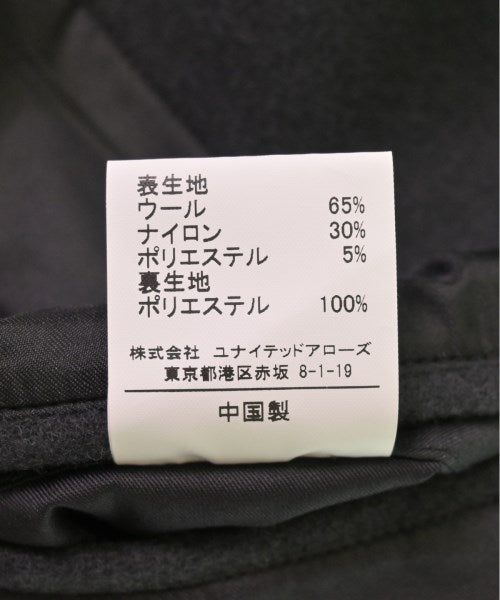 表生地
ウール 65%
ナイロン 30%
ポリエステル 5%
裏生地
ポリエステル 100%
株式会社 ユナイテッドアローズ
東京都港区赤坂 8-1-19
中国製